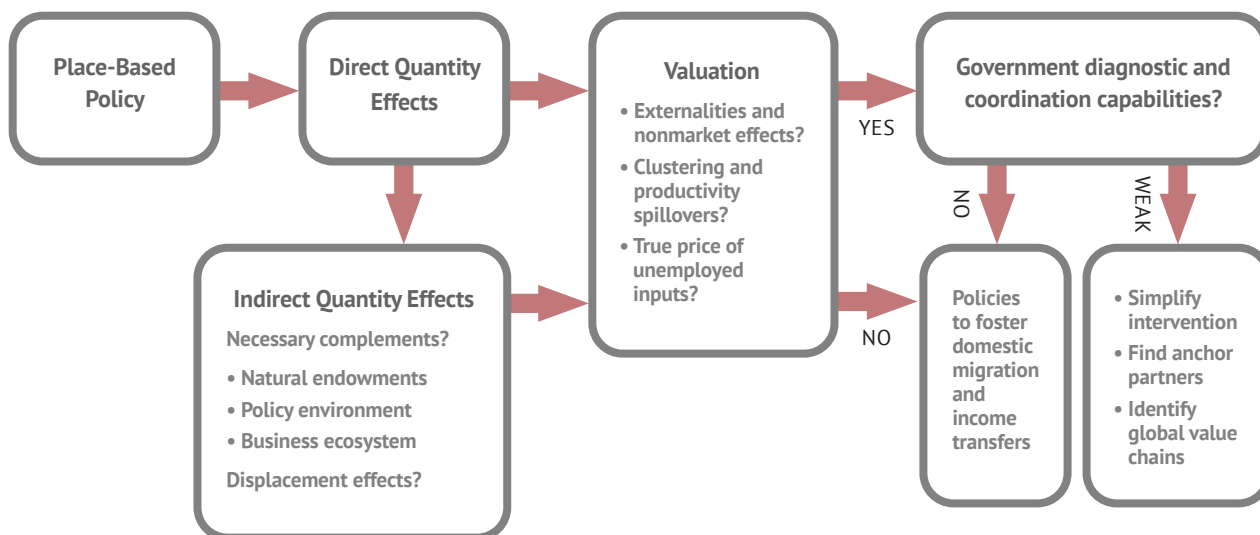 Place-Based
Policy
Direct Quantity
Effects
Indirect Quantity Effects
Necessary complements?
• Natural endowments
• Policy environment
• Business ecosystem
Displacement effects?
Valuation
• Externalities and
nonmarket effects?
• Clustering and
productivity
spillovers?
• True price of
unemployed
inputs?
YES
NO
Government diagnostic and
coordination capabilities?
NO
WEAK
Policies
to foster
domestic
migration
and
income
transfers
• Simplify
intervention
• Find anchor
partners
• Identify
global value
chains